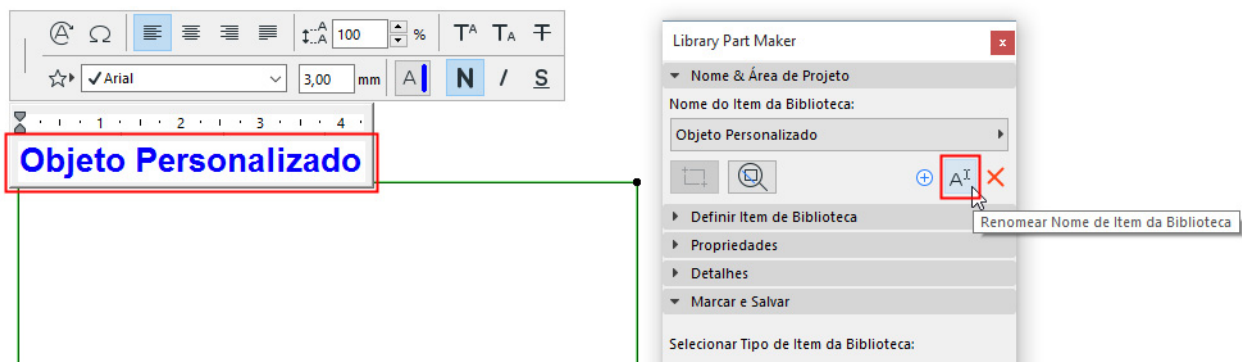 100 %
Arial 3,00 mm A N I S
1 2 3 4
Objeto Personalizado
Library Part Maker
Nome & Área de Projeto
Nome do Item da Biblioteca:
Objeto Personalizado
Renomear Nome de Item da Biblioteca
Definir Item de Biblioteca
Propriedades
Detalhes
Marcar e Salvar
Selecionar Tipo de Item da Biblioteca: